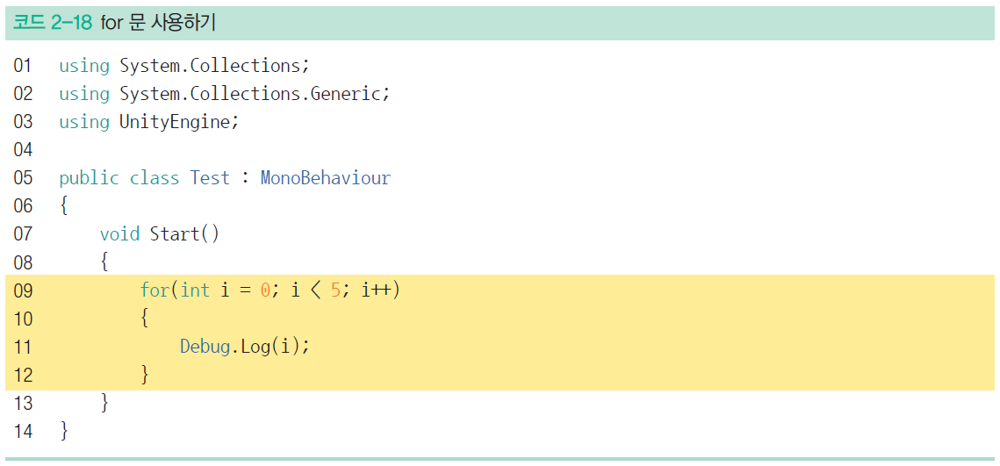 코드 2-18 for 문 사용하기
01 using System.Collections;
02 using System.Collections.Generic;
03 using UnityEngine;
04
05 public class Test : MonoBehaviour
06 {
07     void Start()
08     {
09         for(int i = 0; i < 5; i++)
10         {
11             Debug.Log(i);
12         }
13     }
14 }